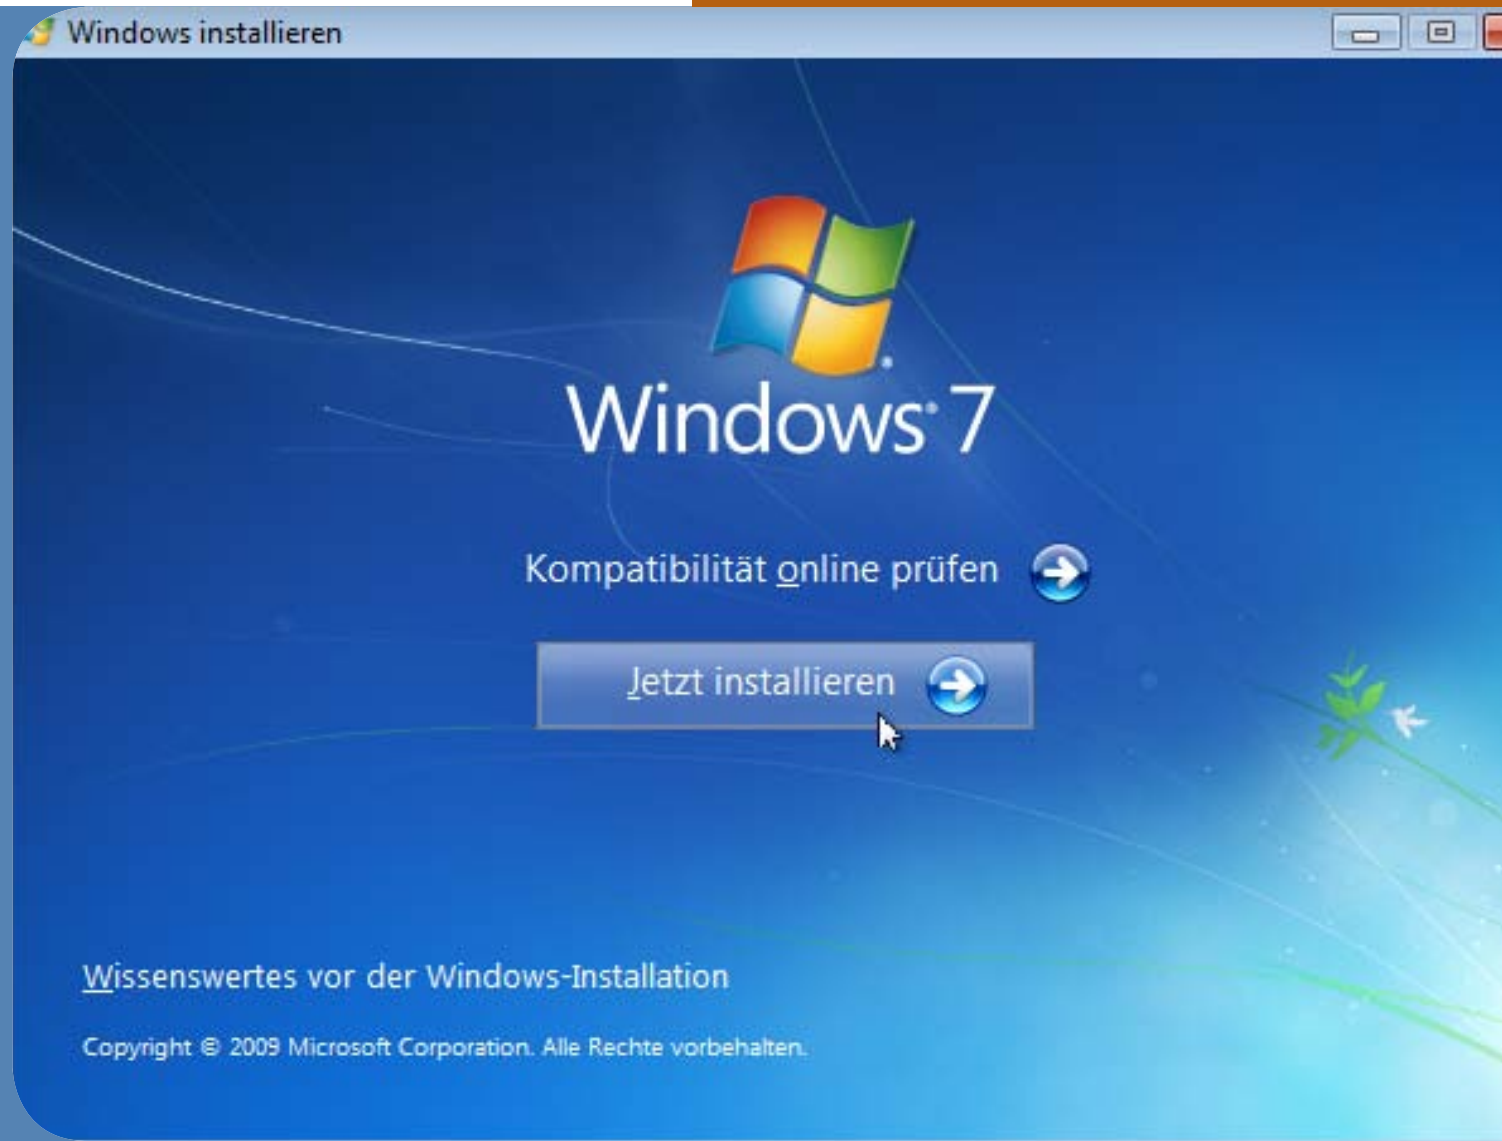 Windows installieren
Windows® 7
Kompatibilität online prüfen
Jetzt installieren
Wissenswertes vor der Windows-Installation
Copyright © 2009 Microsoft Corporation. Alle Rechte vorbehalten.